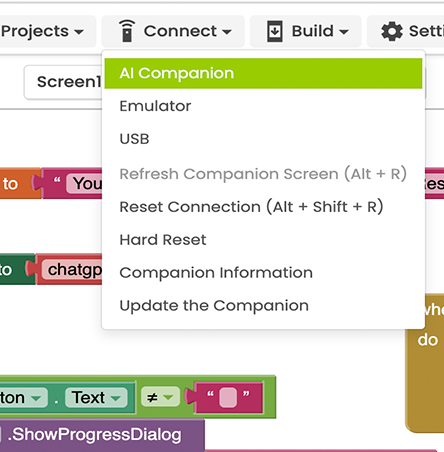 Projects Connect Build Setti
Screen1
AI Companion
Emulator
USB
Refresh Companion Screen (Alt + R)
to " You es
Reset Connection (Alt + Shift + R)
Hard Reset
to chatgp
Companion Information
Update the Companion
whe
do
ton . Text ≠ " "
.ShowProgressDialog